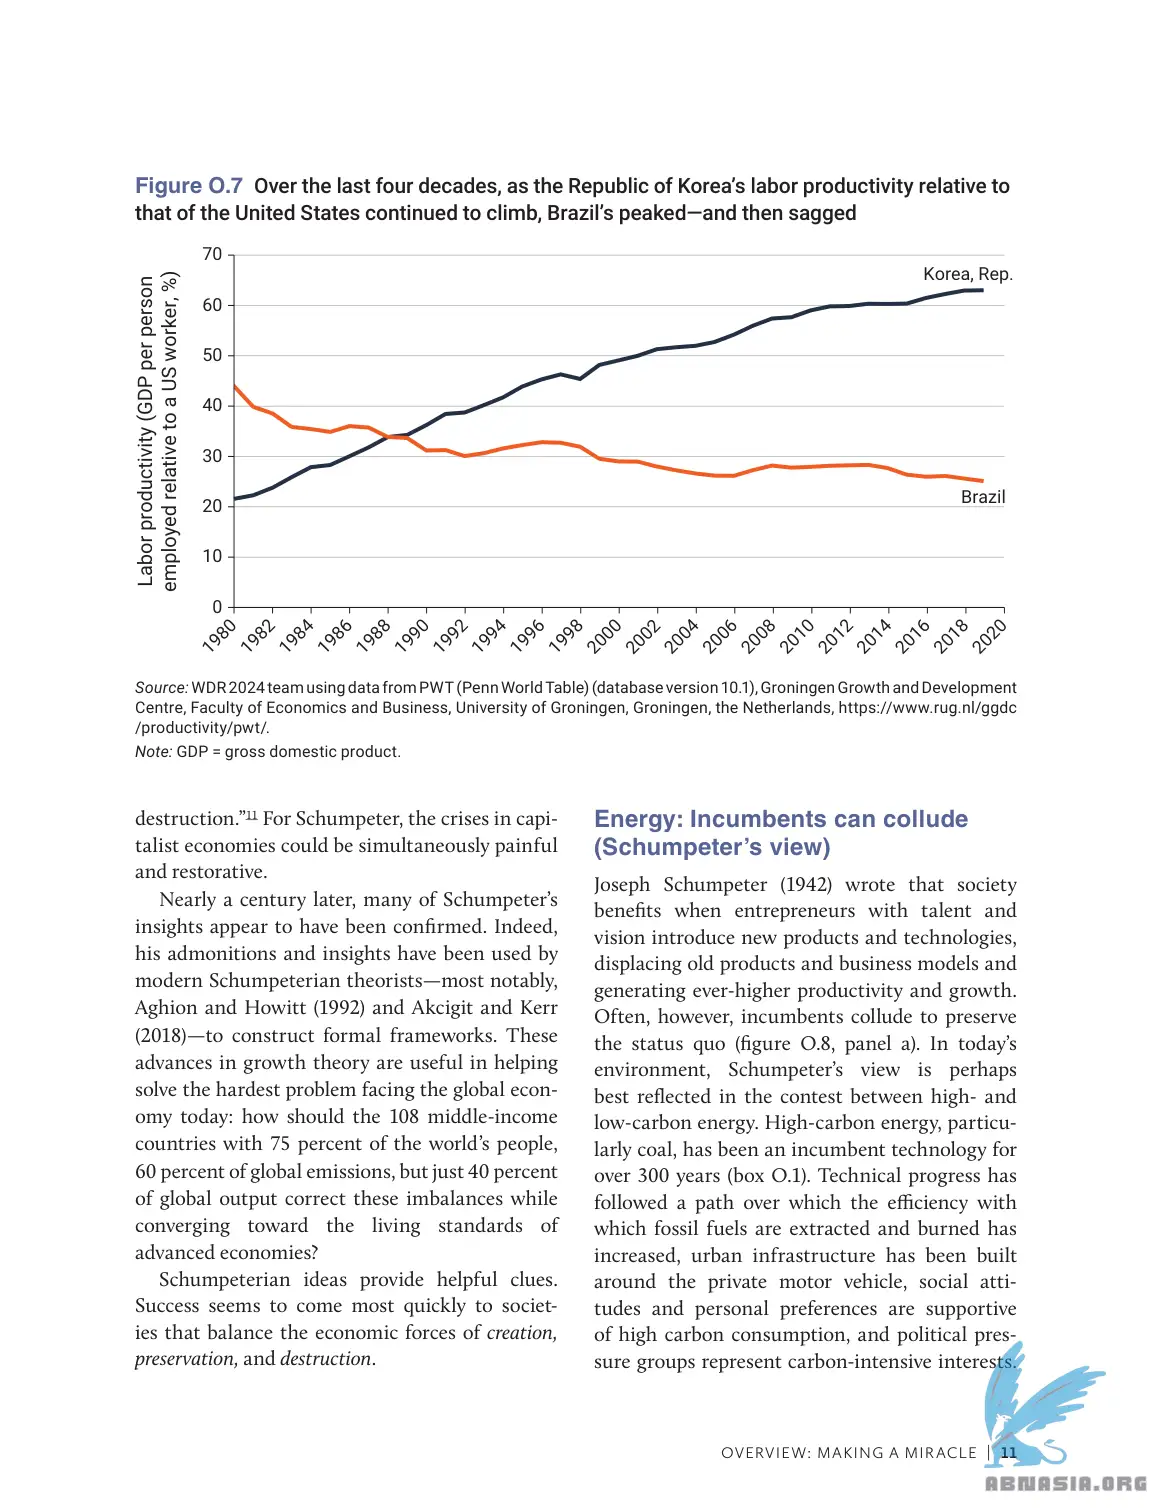 Figure O.7 Over the last four decades, as the Republic of Korea’s labor productivity relative to
that of the United States continued to climb, Brazil’s peaked—and then sagged
Labor productivity (GDP per person
employed relative to a US worker, %)
70
60
50
40
30
20
10
0
Korea, Rep.
Brazil
1980
1982
1984
1986
1988
1990
1992
1994
1996
1998
2000
2002
2004
2006
2008
2010
2012
2014
2016
2018
2020
Source: WDR 2024 team using data from PWT (Penn World Table) (database version 10.1), Groningen Growth and Development
Centre, Faculty of Economics and Business, University of Groningen, Groningen, the Netherlands, https://www.rug.nl/ggdc
/productivity/pwt/.
Note: GDP = gross domestic product.
destruction.”11 For Schumpeter, the crises in capi-
talist economies could be simultaneously painful
and restorative.
Nearly a century later, many of Schumpeter’s
insights appear to have been confirmed. Indeed,
his admonitions and insights have been used by
modern Schumpeterian theorists—most notably,
Aghion and Howitt (1992) and Akcigit and Kerr
(2018)—to construct formal frameworks. These
advances in growth theory are useful in helping
solve the hardest problem facing the global econ-
omy today: how should the 108 middle-income
countries with 75 percent of the world’s people,
60 percent of global emissions, but just 40 percent
of global output correct these imbalances while
converging toward the living standards of
advanced economies?
Schumpeterian ideas provide helpful clues.
Success seems to come most quickly to societ-
ies that balance the economic forces of creation,
preservation, and destruction.
Energy: Incumbents can collude
(Schumpeter’s view)
Joseph Schumpeter (1942) wrote that society
benefits when entrepreneurs with talent and
vision introduce new products and technologies,
displacing old products and business models and
generating ever-higher productivity and growth.
Often, however, incumbents collude to preserve
the status quo (figure O.8, panel a). In today’s
environment, Schumpeter’s view is perhaps
best reflected in the contest between high- and
low-carbon energy. High-carbon energy, particu-
larly coal, has been an incumbent technology for
over 300 years (box O.1). Technical progress has
followed a path over which the efficiency with
which fossil fuels are extracted and burned has
increased, urban infrastructure has been built
around the private motor vehicle, social atti-
tudes and personal preferences are supportive
of high carbon consumption, and political pres-
sure groups represent carbon-intensive interests.
OVERVIEW: MAKING A MIRACLE | 11
ABNASIA.ORG